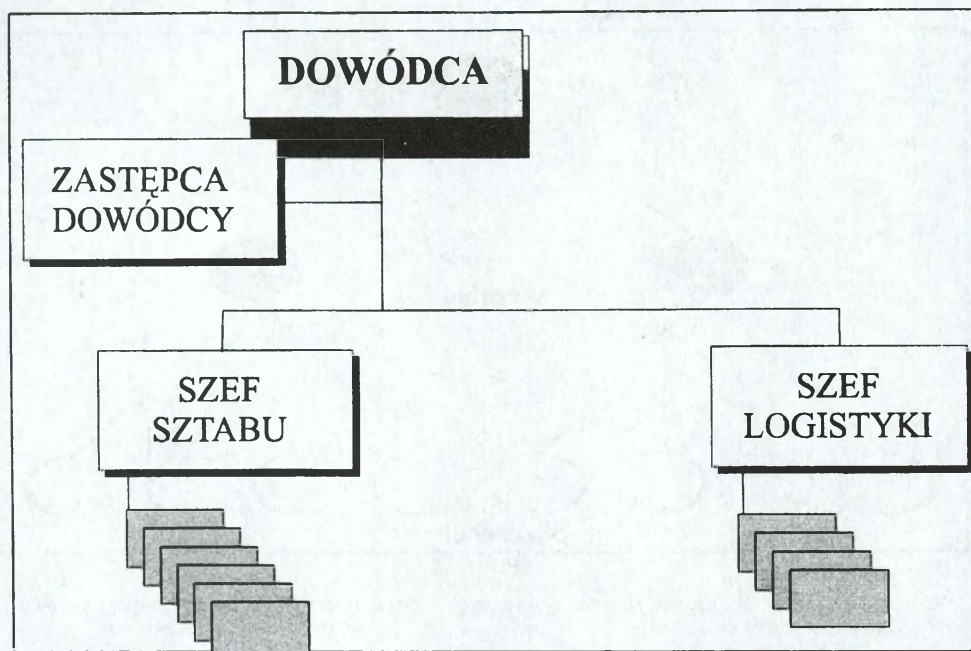 DOWÓDCA
ZASTĘPCA
DOWÓDCY
SZEF
SZTABU
SZEF
LOGISTYKI